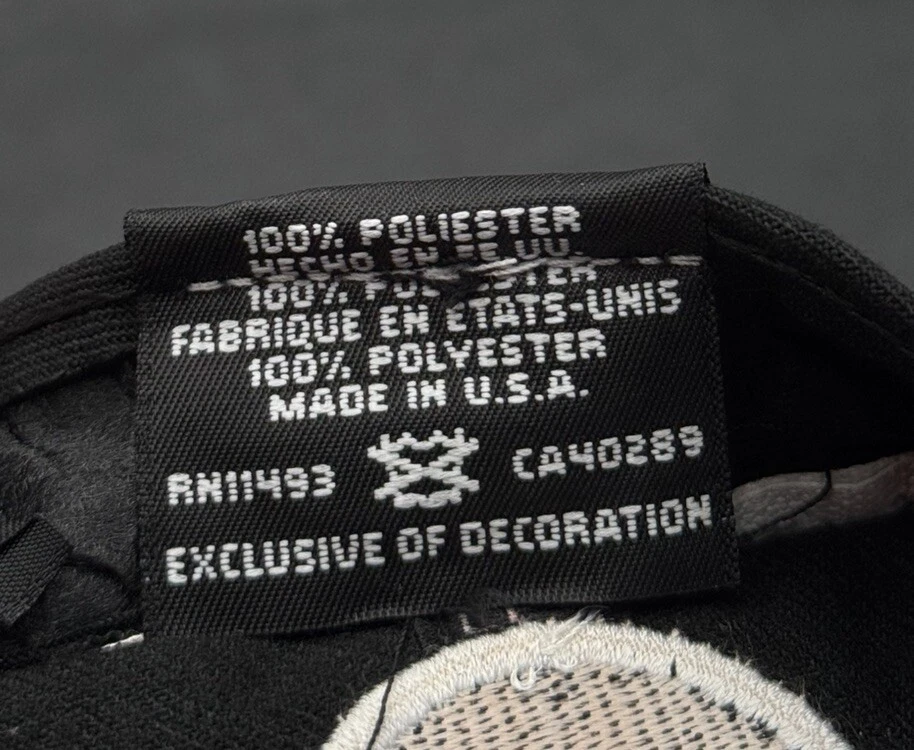 100% POLIESTER
HECHO EN EE.UU.
100% POLYESTER
FABRIQUE EN ETATS-UNIS
100% POLYESTER
MADE IN U.S.A.
RN11493 CA40289
EXCLUSIVE OF DECORATION